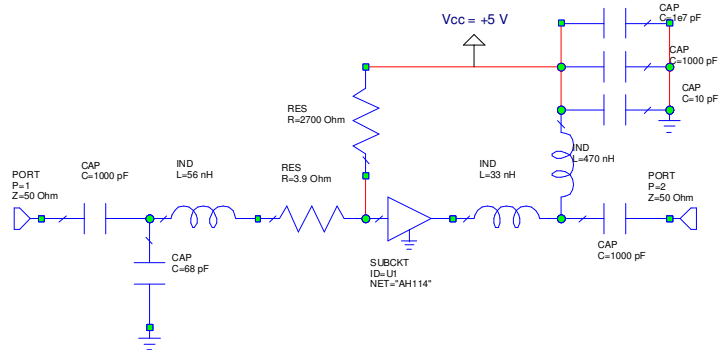 Vcc = +5 V
CAP
C=1e7 pF
CAP
C=1000 pF
CAP
C=10 pF
RES
R=2700 Ohm
IND
L=470 nH
PORT
P=1
Z=50 Ohm
CAP
C=1000 pF
IND
L=56 nH
RES
R=3.9 Ohm
IND
L=33 nH
PORT
P=2
Z=50 Ohm
CAP
C=68 pF
SUBCKT
ID=U1
NET="AH114"
CAP
C=1000 pF